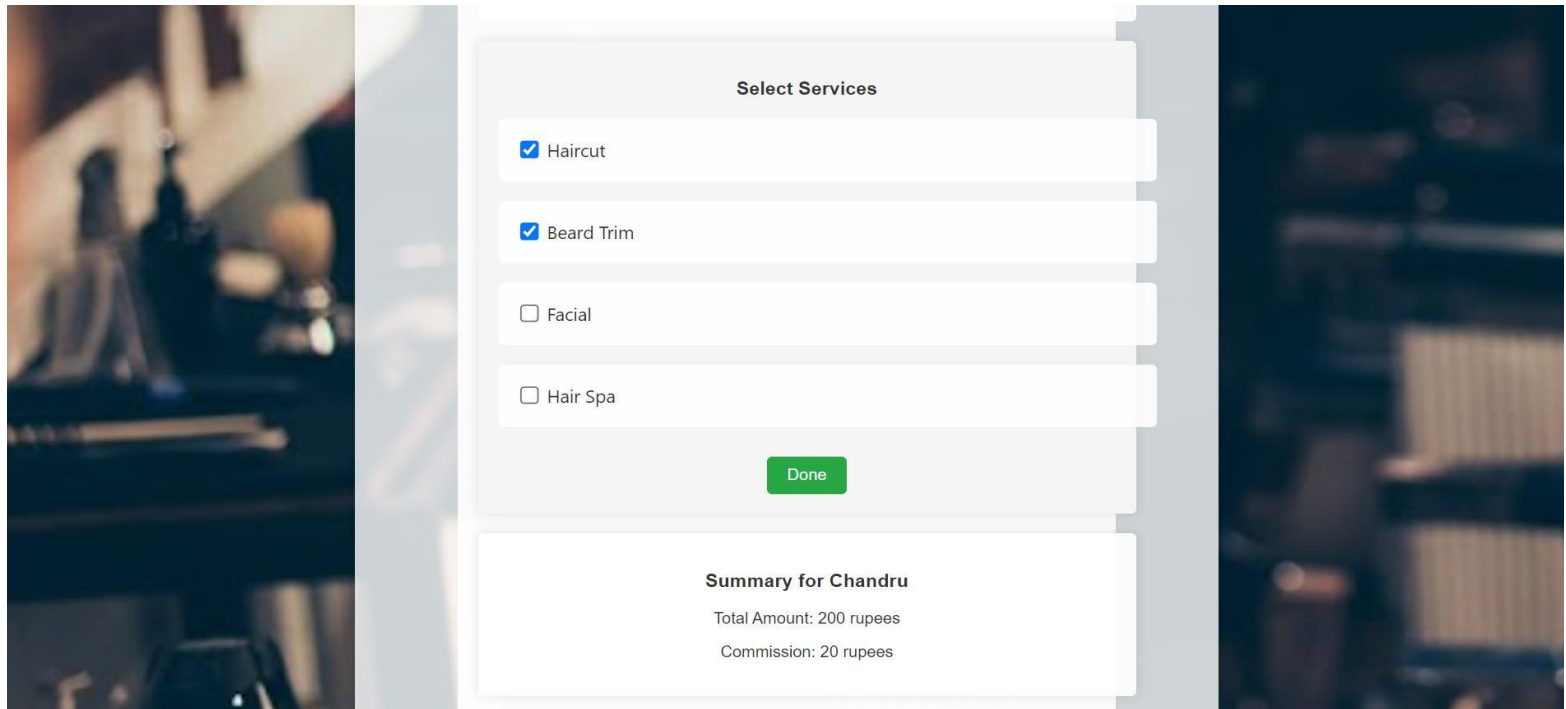 Select Services
Haircut
Beard Trim
Facial
Hair Spa
Done
Summary for Chandru
Total Amount: 200 rupees
Commission: 20 rupees